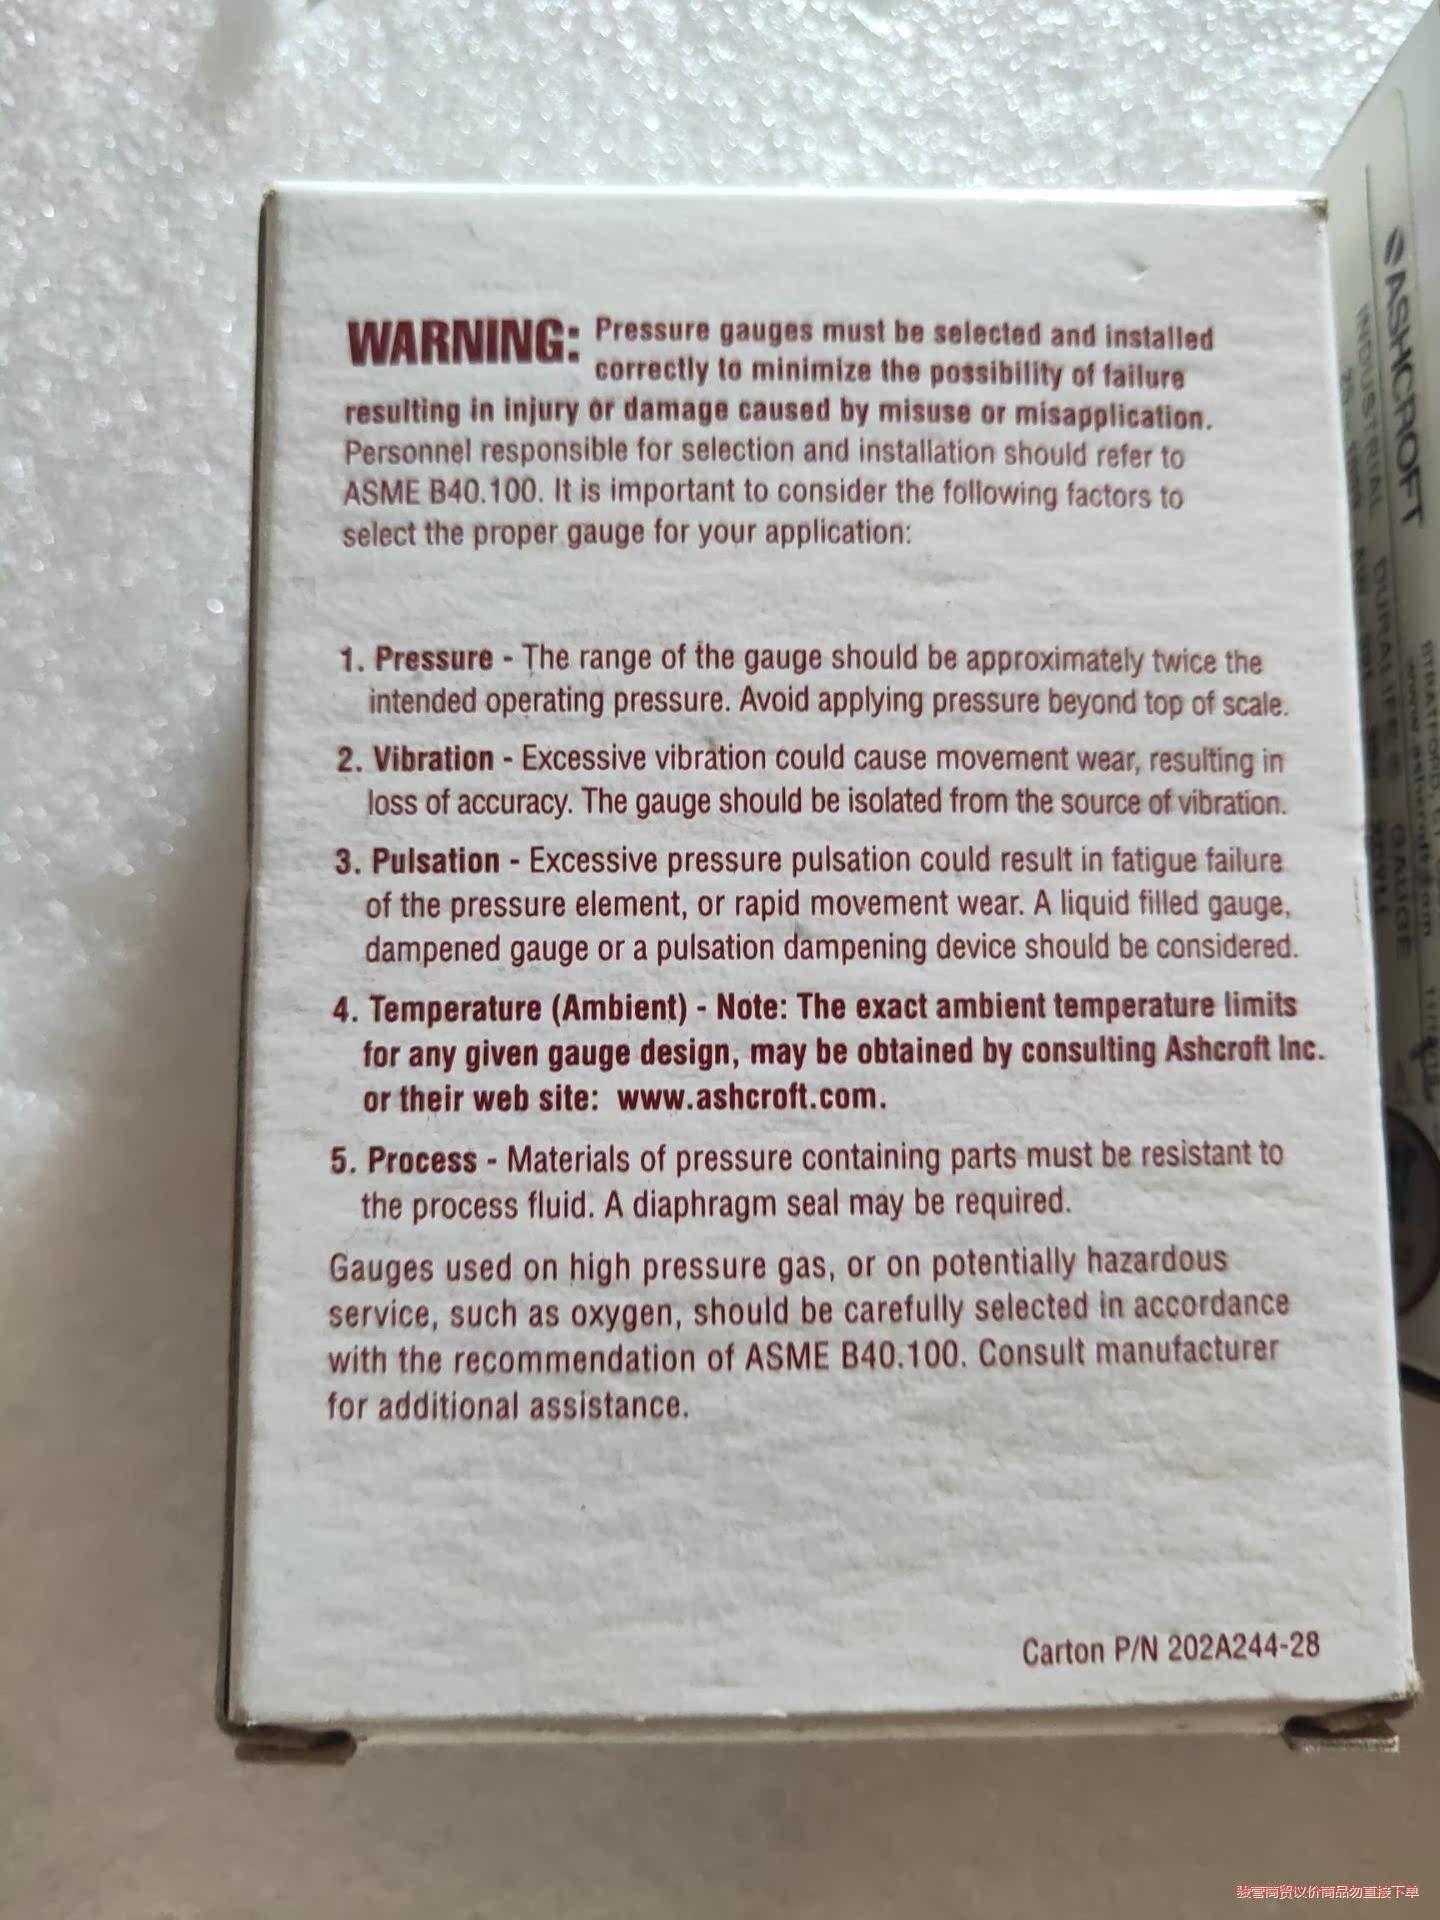 WARNING: Pressure gauges must be selected and installed
correctly to minimize the possibility of failure
resulting in injury or damage caused by misuse or misapplication.
Personnel responsible for selection and installation should refer to
ASME B40.100. It is important to consider the following factors to
select the proper gauge for your application:
1. Pressure - The range of the gauge should be approximately twice the
intended operating pressure. Avoid applying pressure beyond top of scale.
2. Vibration - Excessive vibration could cause movement wear, resulting in
loss of accuracy. The gauge should be isolated from the source of vibration.
3. Pulsation - Excessive pressure pulsation could result in fatigue failure
of the pressure element, or rapid movement wear. A liquid filled gauge,
dampened gauge or a pulsation dampening device should be considered.
4. Temperature (Ambient) - Note: The exact ambient temperature limits
for any given gauge design, may be obtained by consulting Ashcroft Inc.
or their web site: www.ashcroft.com.
5. Process - Materials of pressure containing parts must be resistant to
the process fluid. A diaphragm seal may be required.
Gauges used on high pressure gas, or on potentially hazardous
service, such as oxygen, should be carefully selected in accordance
with the recommendation of ASME B40.100. Consult manufacturer
for additional assistance.
Carton P/N 202A244-28
ASHCROFT
INDUSTRIAL DURALIFE ® GAUGE
www.ashcroft.com
骏营商贸议价商品勿直接下单